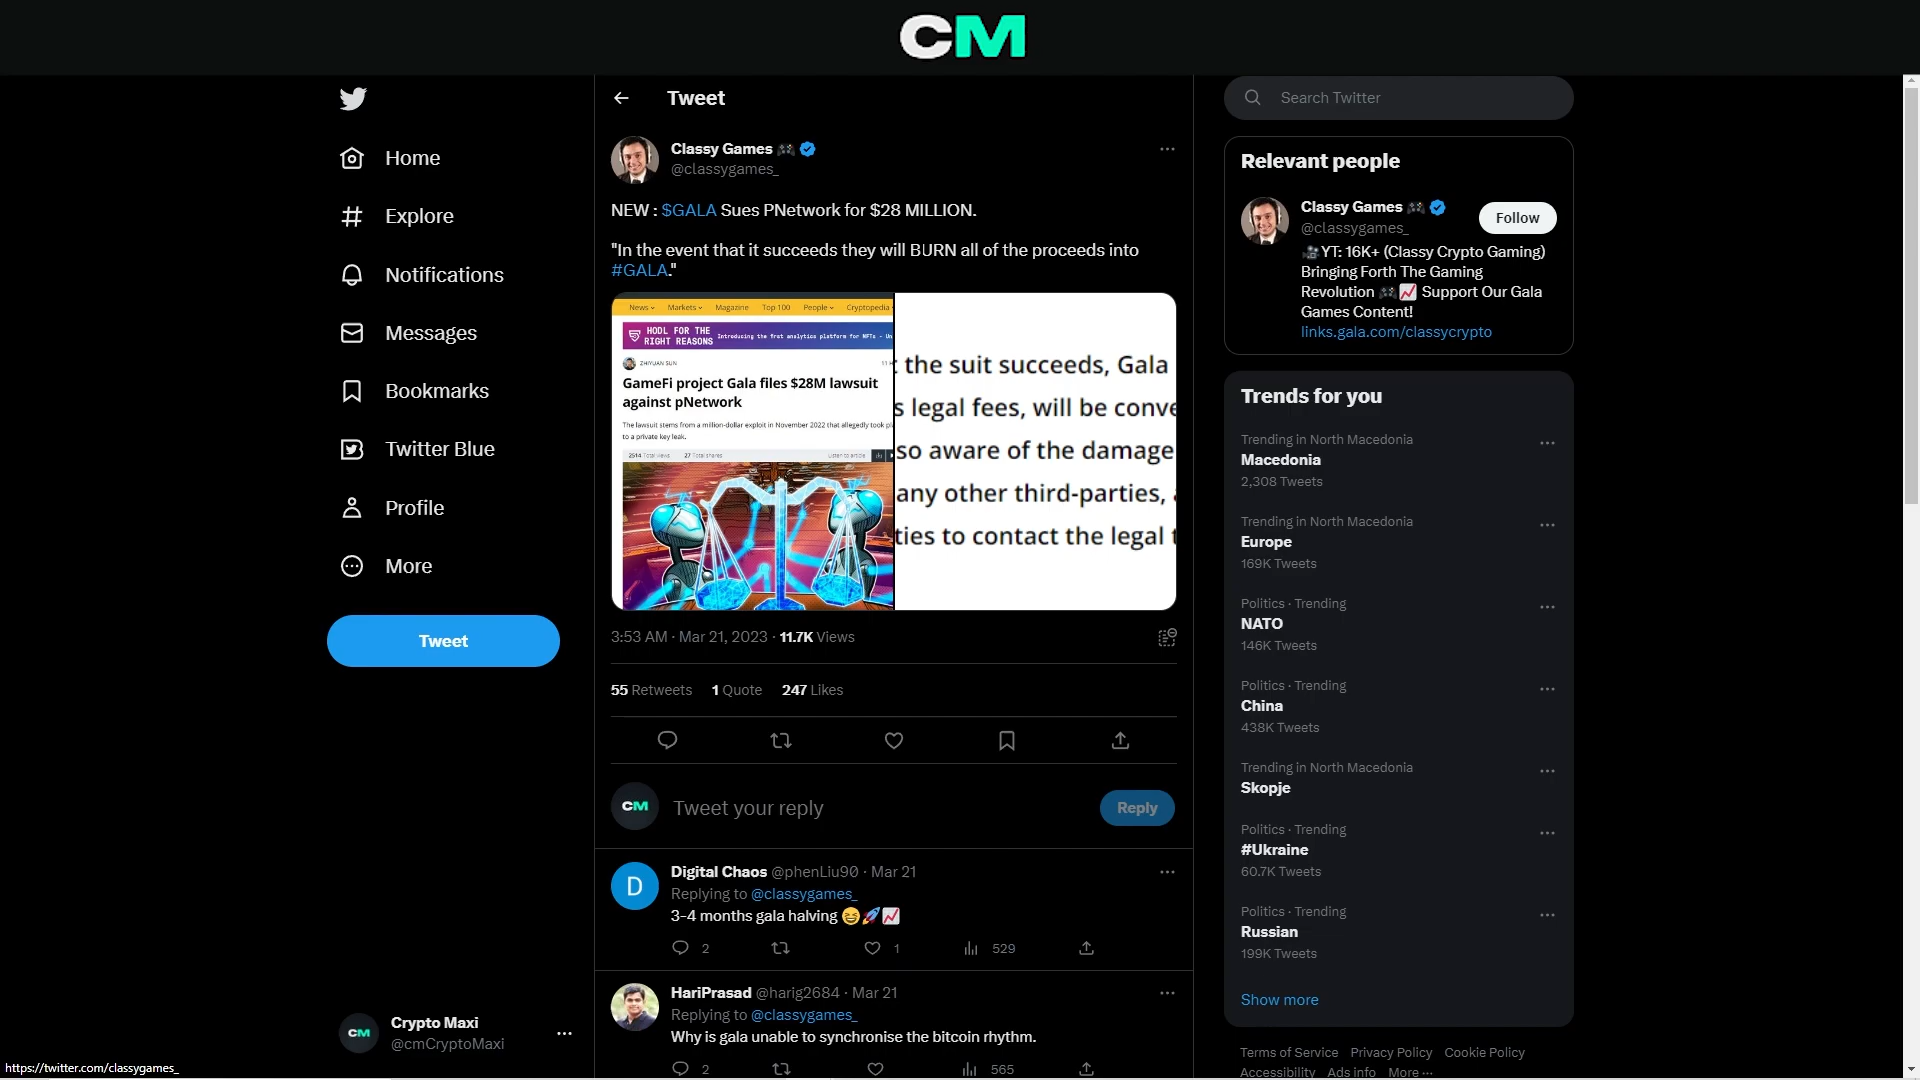 CM
Home
Explore
Notifications
Messages
Bookmarks
Twitter Blue
Profile
More
Tweet
Crypto Maxi
@cmCryptoMaxi
https://twitter.com/classygames_
Tweet
Classy Games
@classygames_
NEW : $GALA Sues PNetwork for $28 MILLION.
"In the event that it succeeds they will BURN all of the proceeds into
#GALA."
News Markets Magazine Top 100 People Cryptopedia
HODL FOR THE
RIGHT REASONS
Introducing the first analytics platform for NFTs - Un
ZHIYUAN SUN
11 H
GameFi project Gala files $28M lawsuit
against pNetwork
The lawsuit stems from a million-dollar exploit in November 2022 that allegedly took pl
to a private key leak.
2514 Total views 27 Total shares Listen to article
the suit succeeds, Gala
s legal fees, will be conve
so aware of the damage
any other third-parties,
ties to contact the legal t
3:53 AM · Mar 21, 2023 · 11.7K Views
55 Retweets 1 Quote 247 Likes
CM
Tweet your reply
Reply
D
Digital Chaos @phenLiu90 · Mar 21
Replying to @classygames_
3-4 months gala halving
2 1 529
HariPrasad @harig2684 · Mar 21
Replying to @classygames_
Why is gala unable to synchronise the bitcoin rhythm.
2 565
Search Twitter
Relevant people
Classy Games
@classygames_
Follow
YT: 16K+ (Classy Crypto Gaming)
Bringing Forth The Gaming
Revolution Support Our Gala
Games Content!
links.gala.com/classycrypto
Trends for you
Trending in North Macedonia
Macedonia
2,308 Tweets
Trending in North Macedonia
Europe
169K Tweets
Politics · Trending
NATO
146K Tweets
Politics · Trending
China
438K Tweets
Trending in North Macedonia
Skopje
Politics · Trending
#Ukraine
60.7K Tweets
Politics · Trending
Russian
199K Tweets
Show more
Terms of Service Privacy Policy Cookie Policy
Accessibility Ads info More ···
CM